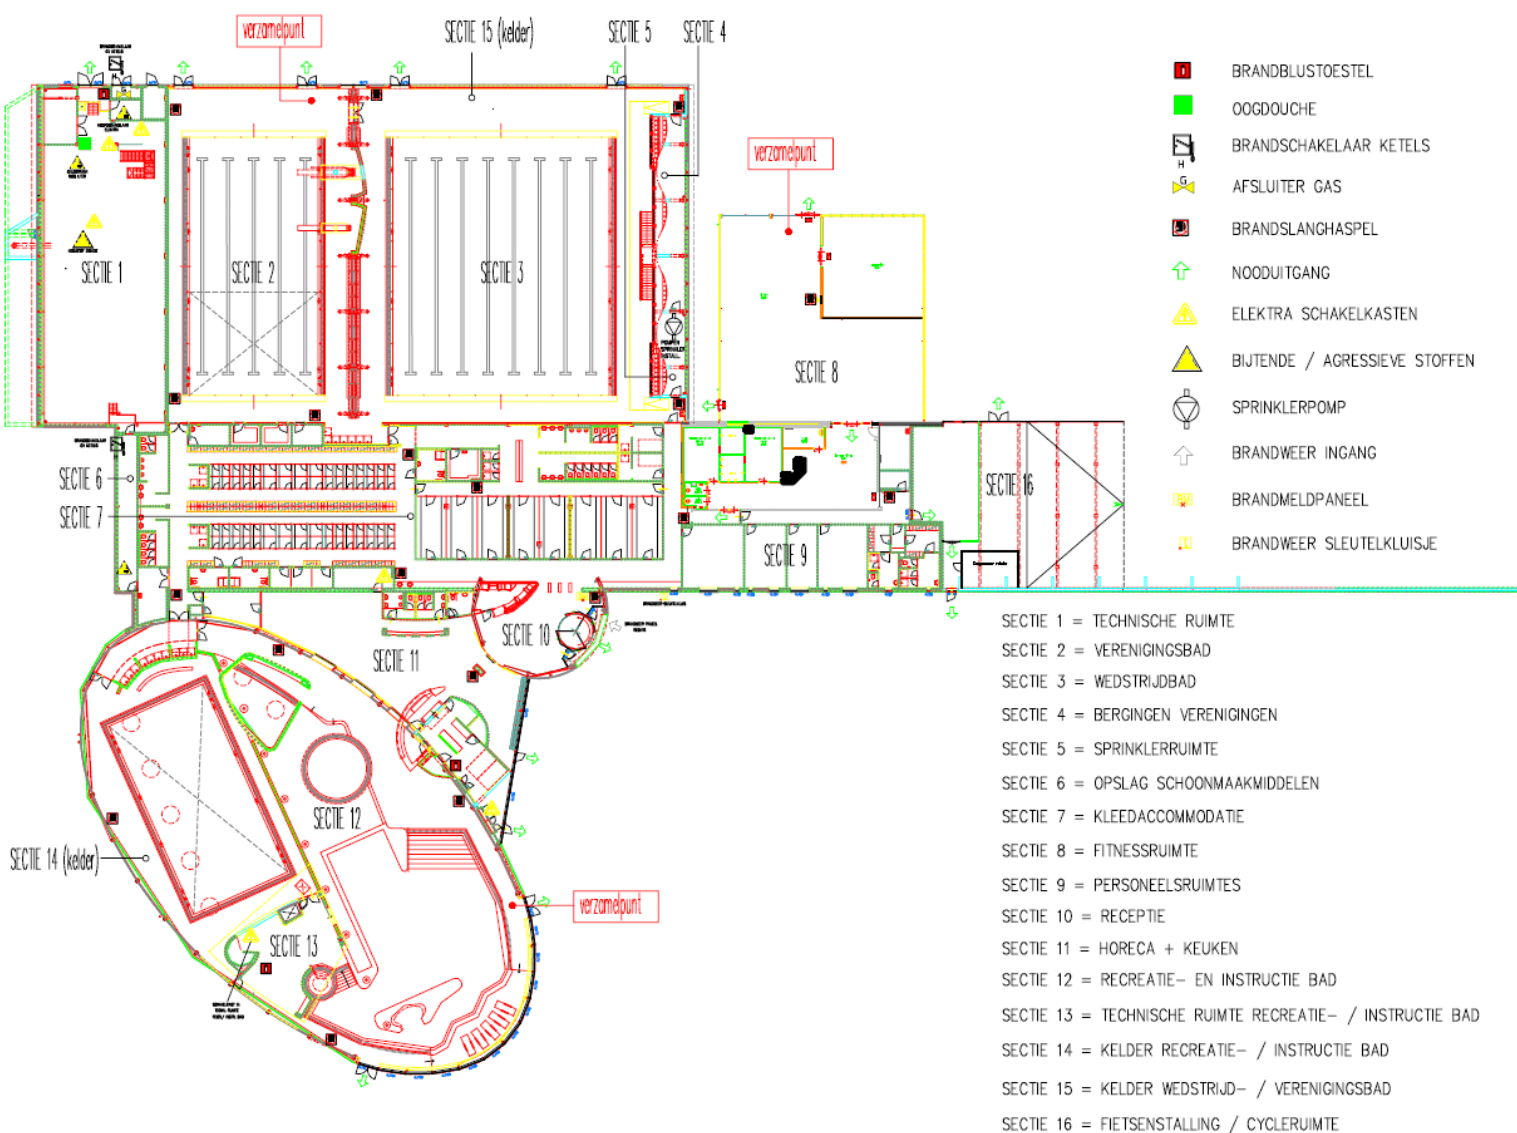 verzamelpunt
SECTIE 15 (kelder)
SECTIE 5
SECTIE 4
verzamelpunt
SECTIE 1
SECTIE 2
SECTIE 3
SECTIE 8
SECTIE 6
SECTIE 7
SECTIE 9
SECTIE 16
SECTIE 10
SECTIE 11
SECTIE 12
SECTIE 14 (kelder)
SECTIE 13
verzamelpunt
BRANDBLUSTOESTEL
OOGDOUCHE
H
BRANDSCHAKELAAR KETELS
G
AFSLUITER GAS
BRANDSLANGHASPEL
NOODUITGANG
ELEKTRA SCHAKELKASTEN
BIJTENDE / AGRESSIEVE STOFFEN
SPRINKLERPOMP
BRANDWEER INGANG
BRANDMELDPANEEL
BRANDWEER SLEUTELKLUISJE
SECTIE 1 = TECHNISCHE RUIMTE
SECTIE 2 = VERENIGINGSBAD
SECTIE 3 = WEDSTRIJDBAD
SECTIE 4 = BERGINGEN VERENIGINGEN
SECTIE 5 = SPRINKLERRUIMTE
SECTIE 6 = OPSLAG SCHOONMAAKMIDDELEN
SECTIE 7 = KLEEDACCOMMODATIE
SECTIE 8 = FITNESSRUIMTE
SECTIE 9 = PERSONEELSRUIMTES
SECTIE 10 = RECEPTIE
SECTIE 11 = HORECA + KEUKEN
SECTIE 12 = RECREATIE- EN INSTRUCTIE BAD
SECTIE 13 = TECHNISCHE RUIMTE RECREATIE- / INSTRUCTIE BAD
SECTIE 14 = KELDER RECREATIE- / INSTRUCTIE BAD
SECTIE 15 = KELDER WEDSTRIJD- / VERENIGINGSBAD
SECTIE 16 = FIETSENSTALLING / CYCLERUIMTE